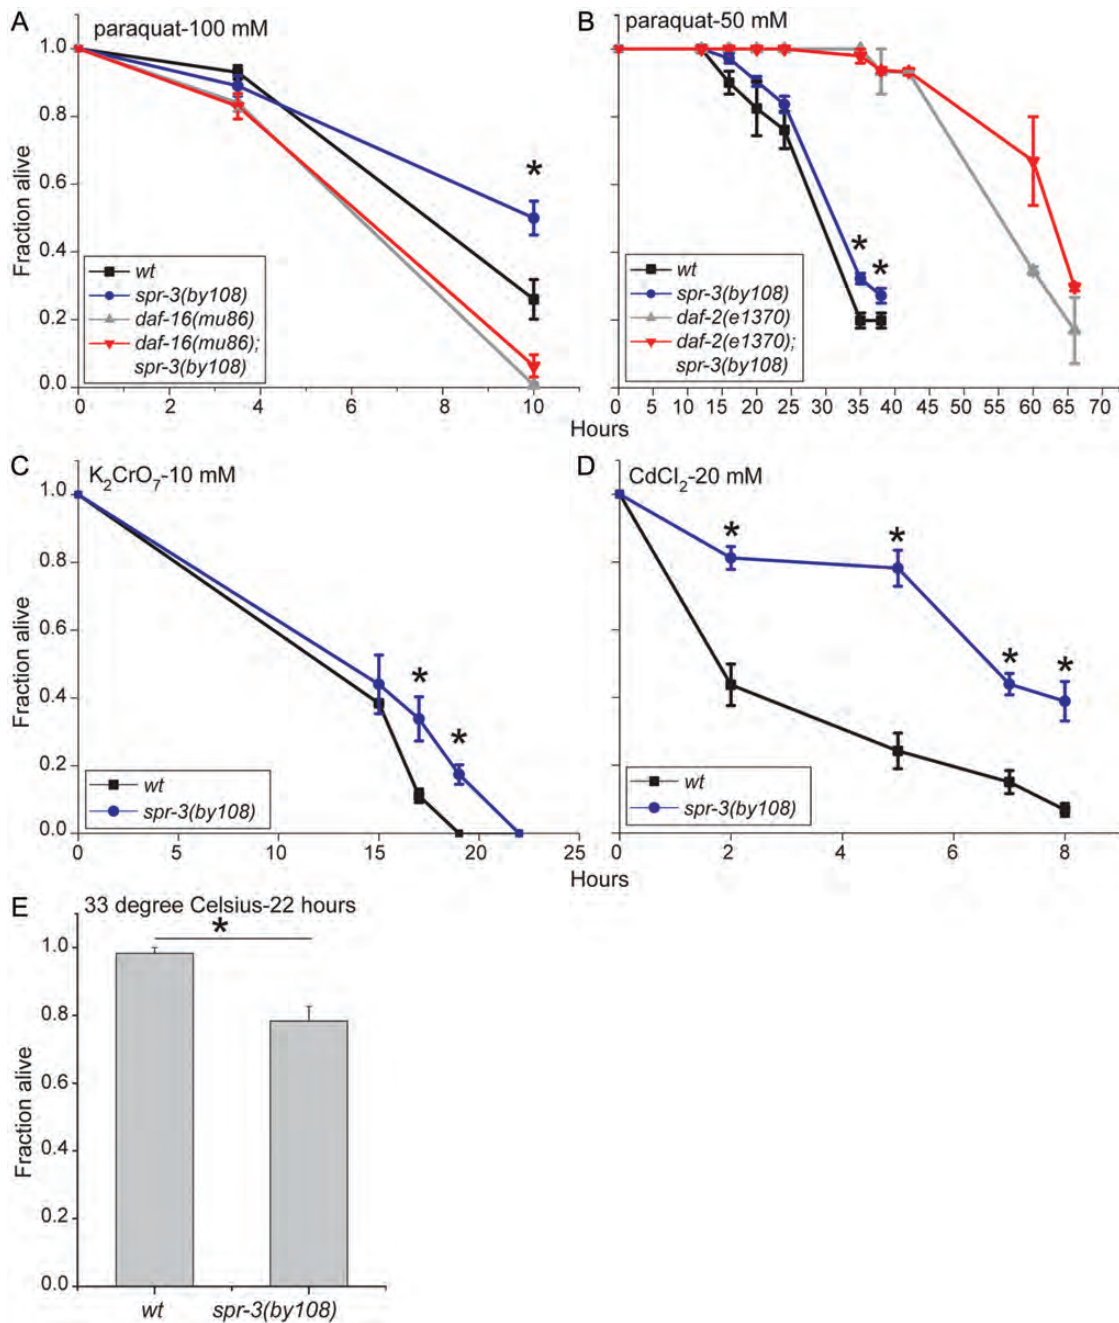 A
paraquat-100 mM
1.0
0.8
0.6
0.4
0.2
0.0
Fraction alive
wt
spr-3(by108)
daf-16(mu86)
daf-16(mu86);
spr-3(by108)
*
0 2 4 6 8 10
B
paraquat-50 mM
wt
spr-3(by108)
daf-2(e1370)
daf-2(e1370);
spr-3(by108)
* *
0 5 10 15 20 25 30 35 40 45 50 55 60 65 70
Hours
C
K2CrO7-10 mM
1.0
0.8
0.6
0.4
0.2
0.0
Fraction alive
* *
wt
spr-3(by108)
0 5 10 15 20 25
D
CdCl2-20 mM
* * * *
wt
spr-3(by108)
0 2 4 6 8
Hours
E
33 degree Celsius-22 hours
*
1.0
0.8
0.6
0.4
0.2
0.0
Fraction alive
wt spr-3(by108)